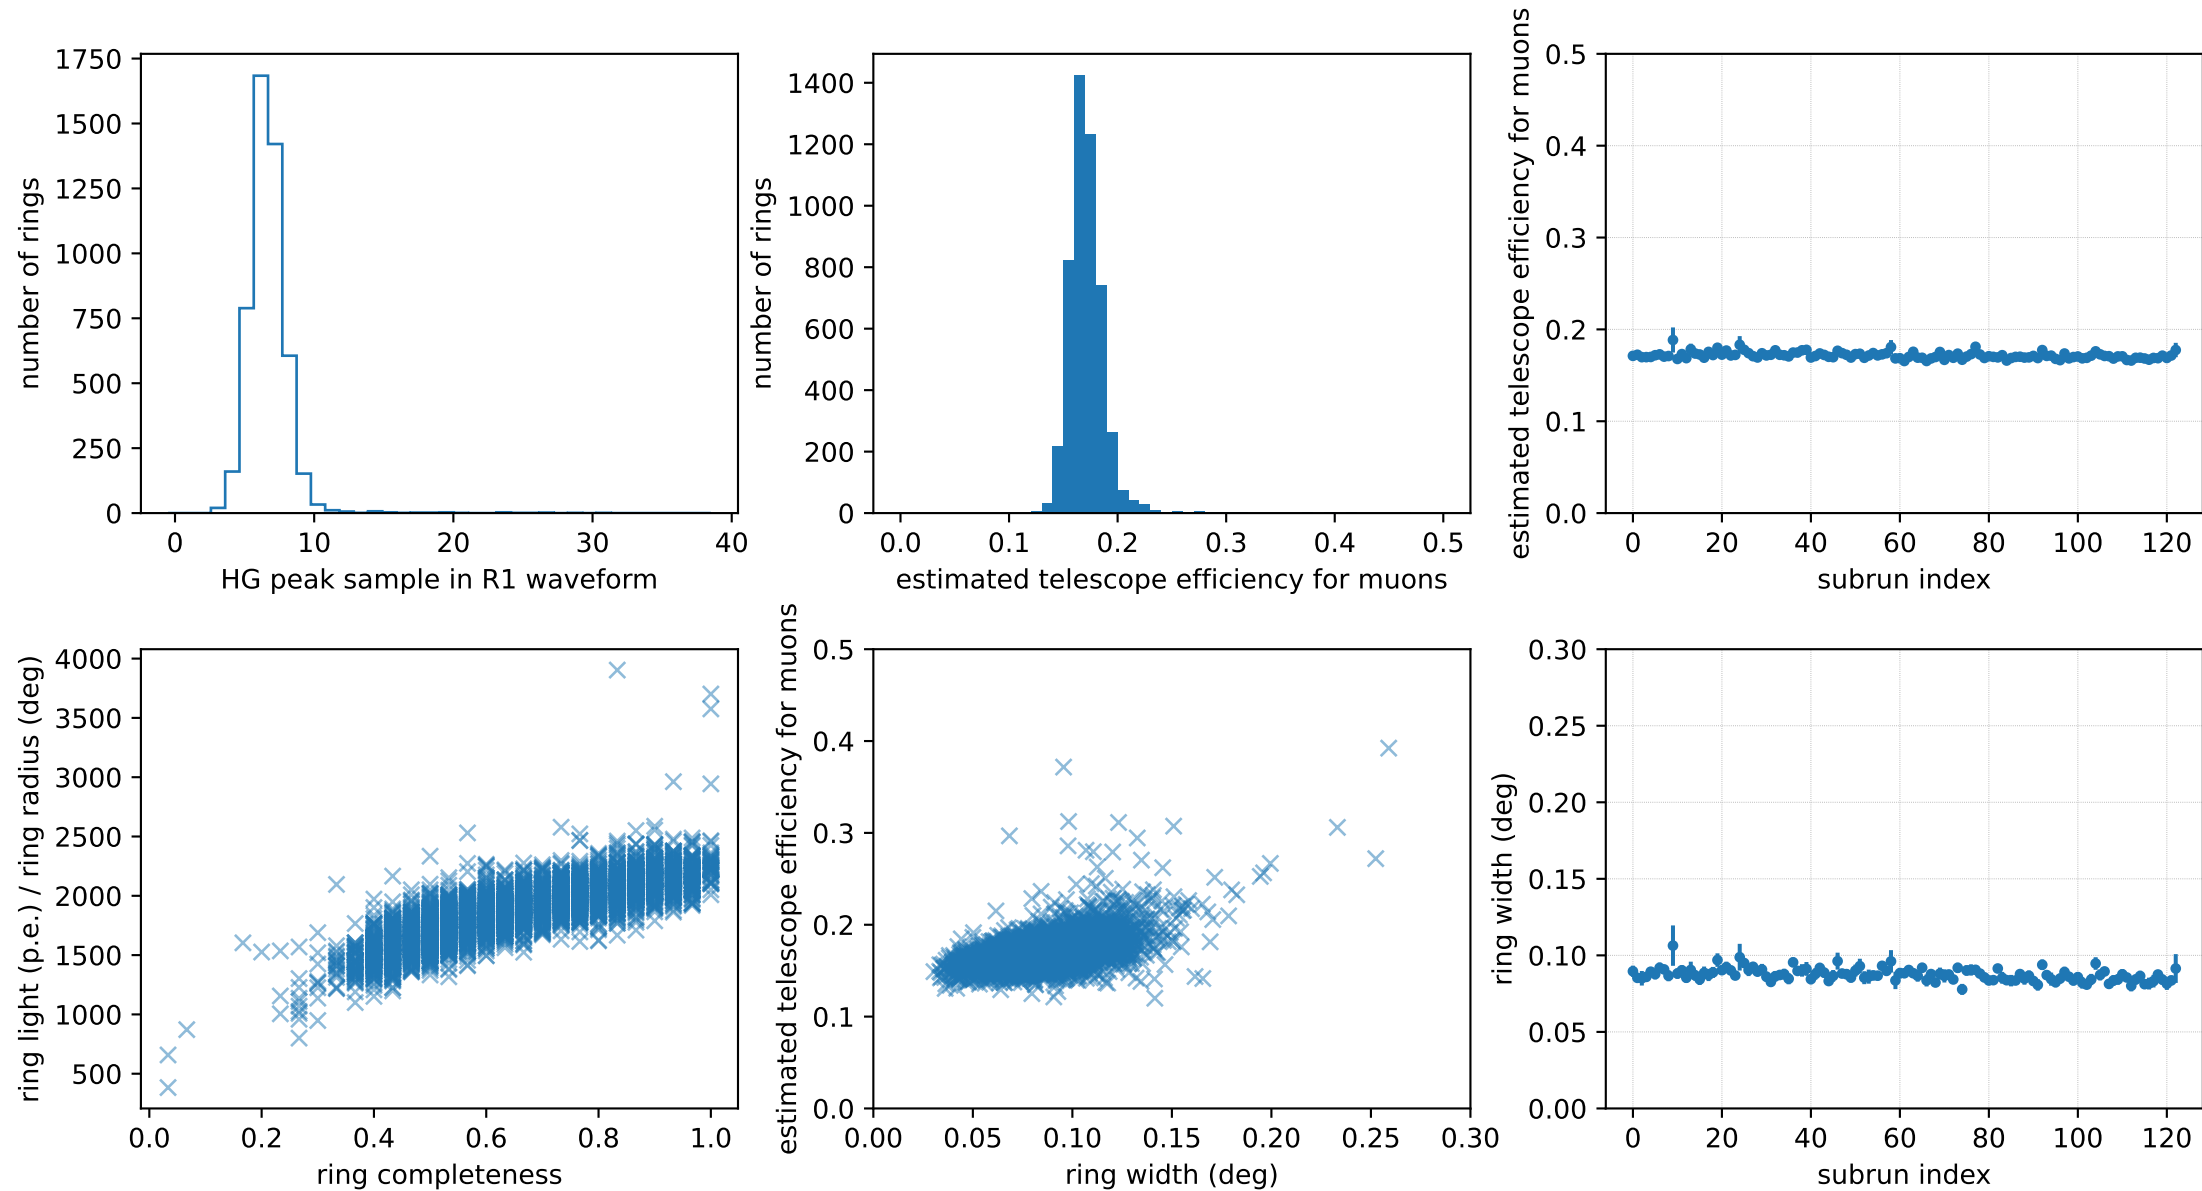 1750
1500
1250
1000
750
500
250
0
number of rings
0 10 20 30 40
HG peak sample in R1 waveform
1400
1200
1000
800
600
400
200
0
number of rings
0.0 0.1 0.2 0.3 0.4 0.5
estimated telescope efficiency for muons
0.5
0.4
0.3
0.2
0.1
0.0
estimated telescope efficiency for muons
0 20 40 60 80 100 120
subrun index
4000
3500
3000
2500
2000
1500
1000
500
ring light (p.e.) / ring radius (deg)
0.0 0.2 0.4 0.6 0.8 1.0
ring completeness
0.5
0.4
0.3
0.2
0.1
0.0
estimated telescope efficiency for muons
0.00 0.05 0.10 0.15 0.20 0.25 0.30
ring width (deg)
0.30
0.25
0.20
0.15
0.10
0.05
0.00
ring width (deg)
0 20 40 60 80 100 120
subrun index